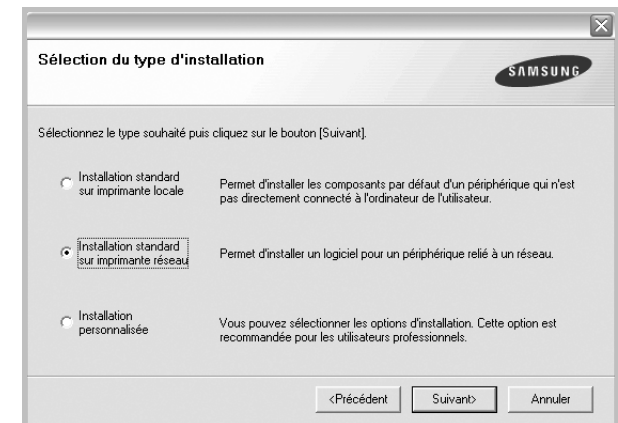 Sélection du type d'installation
SAMSUNG
Sélectionnez le type souhaité puis cliquez sur le bouton [Suivant].
Installation standard
sur imprimante locale
Permet d'installer les composants par défaut d'un périphérique qui n'est
pas directement connecté à l'ordinateur de l'utilisateur.
Installation standard
sur imprimante réseau
Permet d'installer un logiciel pour un périphérique relié à un réseau.
Installation
personnalisée
Vous pouvez sélectionner les options d'installation. Cette option est
recommandée pour les utilisateurs professionnels.
<Précédent
Suivant>
Annuler